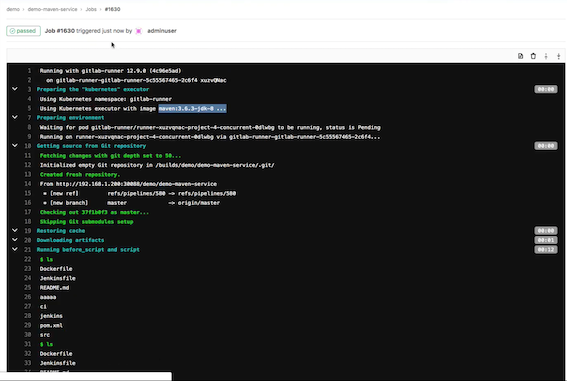 demo › demo-maven-service › Jobs › #1630
passed Job #1630 triggered just now by adminuser
1 Running with gitlab-runner 12.9.0 (4c96e5ad)
2 on gitlab-runner-gitlab-runner-5c55567465-2c6f4 xuzvQNac
3 Preparing the "kubernetes" executor 00:00
4 Using Kubernetes namespace: gitlab-runner
5 Using Kubernetes executor with image maven:3.6.3-jdk-8 ...
7 Preparing environment 00:00
8 Waiting for pod gitlab-runner/runner-xuzvqnac-project-4-concurrent-0dlwbg to be running, status is Pending
9 Running on runner-xuzvqnac-project-4-concurrent-0dlwbg via gitlab-runner-gitlab-runner-5c55567465-2c6f4...
10 Getting source from Git repository 00:00
11 Fetching changes with git depth set to 50...
12 Initialized empty Git repository in /builds/demo/demo-maven-service/.git/
13 Created fresh repository.
14 From http://192.168.1.200:30088/demo/demo-maven-service
15 * [new ref] refs/pipelines/580 -> refs/pipelines/580
16 * [new branch] master -> origin/master
17 Checking out 37f1b0f3 as master...
18 Skipping Git submodules setup
19 Restoring cache 00:00
20 Downloading artifacts 00:01
21 Running before_script and script 00:12
22 $ ls
23 Dockerfile
24 Jenkinsfile
25 README.md
26 aaaaa
27 ci
28 jenkins
29 pom.xml
30 src
31 $ ls
32 Dockerfile
33 Jenkinsfile